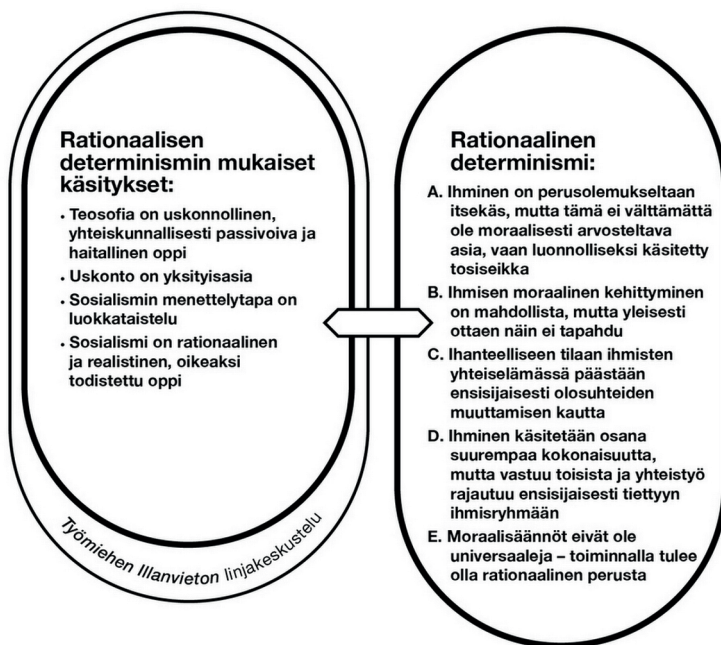 Rationaalisen
determinismin mukaiset
käsitykset:
• Teosofia on uskonnollinen,
yhteiskunnallisesti passivoiva ja
haitallinen oppi
• Uskonto on yksityisasia
• Sosialismin menettelytapa on
luokkataistelu
• Sosialismi on rationaalinen
ja realistinen, oikeaksi
todistettu oppi
Työmiehen Illanvieton linjakeskustelu
Rationaalinen
determinismi:
A. Ihminen on perusolemukseltaan
itsekäs, mutta tämä ei välttämättä
ole moraalisesti arvosteltava
asia, vaan luonnolliseksi käsitetty
tosiseikka
B. Ihmisen moraalinen kehittyminen
on mahdollista, mutta yleisesti
ottaen näin ei tapahdu
C. Ihanteelliseen tilaan ihmisten
yhteiselämässä päästään
ensisijaisesti olosuhteiden
muuttamisen kautta
D. Ihminen käsitetään osana
suurempaa kokonaisuutta,
mutta vastuu toisista ja yhteistyö
rajautuu ensisijaisesti tiettyyn
ihmisryhmään
E. Moraalisäännöt eivät ole
universaaleja – toiminnalla tulee
olla rationaalinen perusta